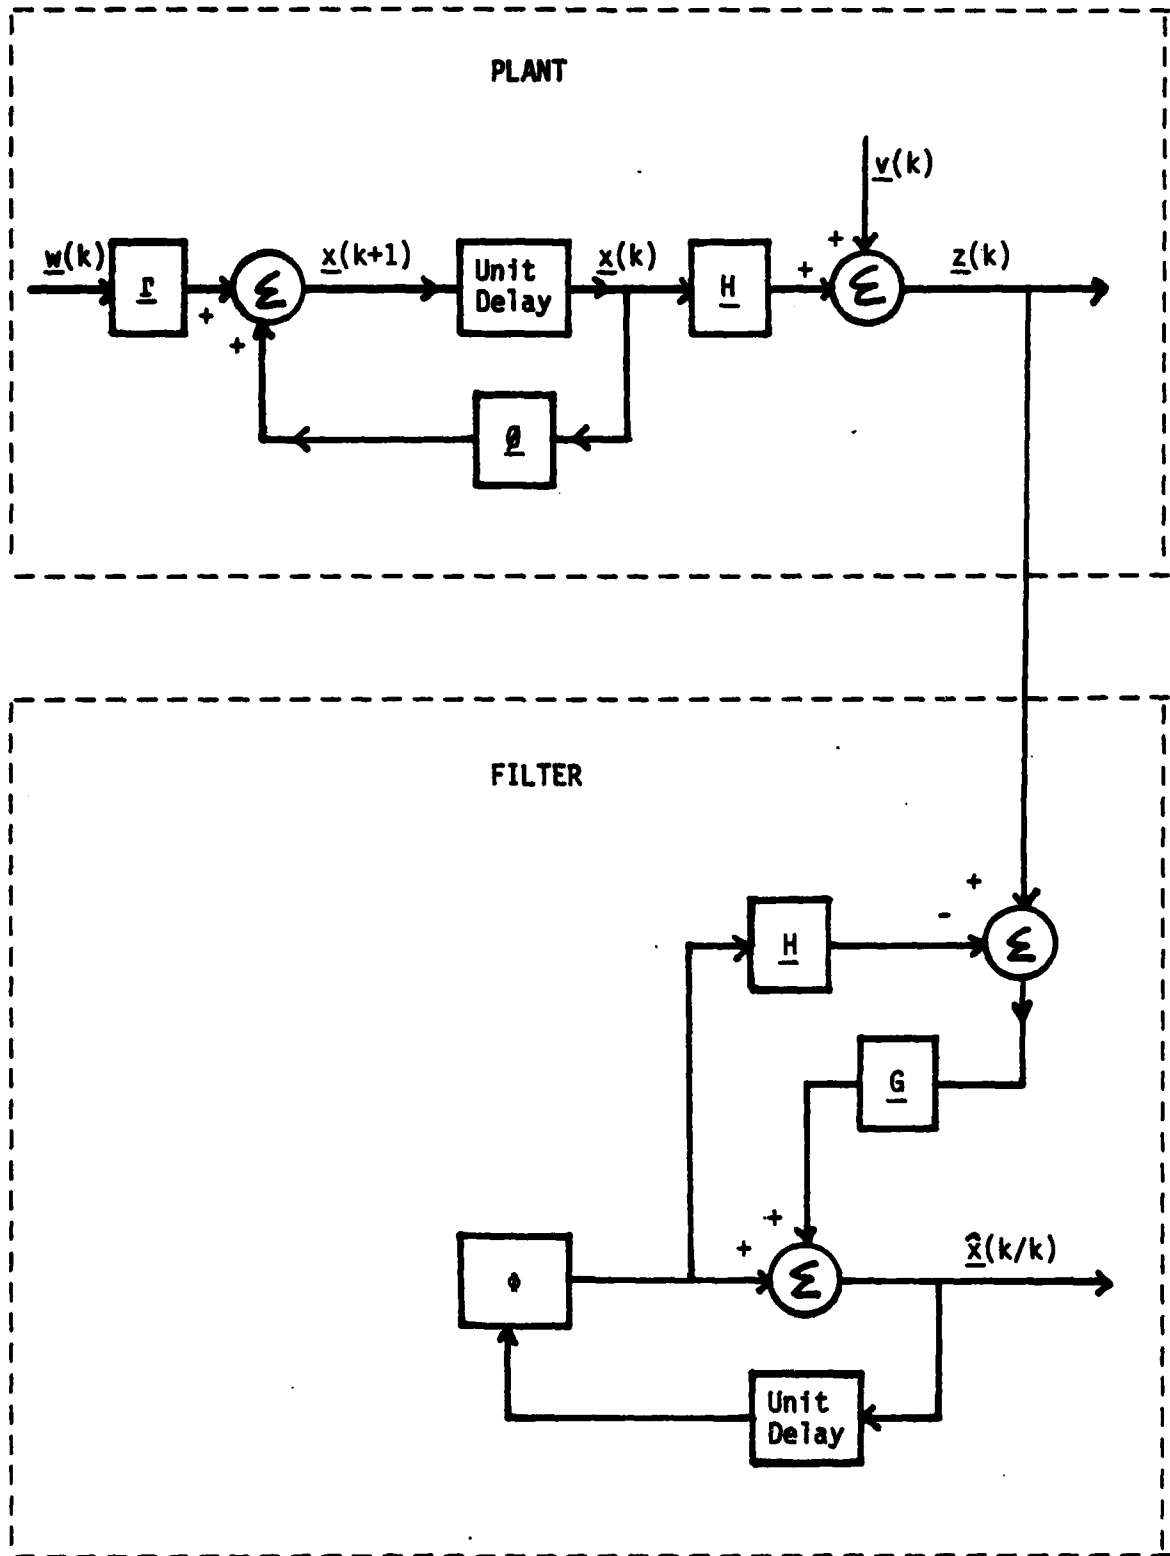 PLANT
v(k)
w(k)
Γ
Σ
x(k+1)
Unit
Delay
x(k)
H
Σ
z(k)
+
+
+
+
Ø
FILTER
+
-
H
Σ
G
+
+
ϕ
Σ
x̂(k/k)
Unit
Delay